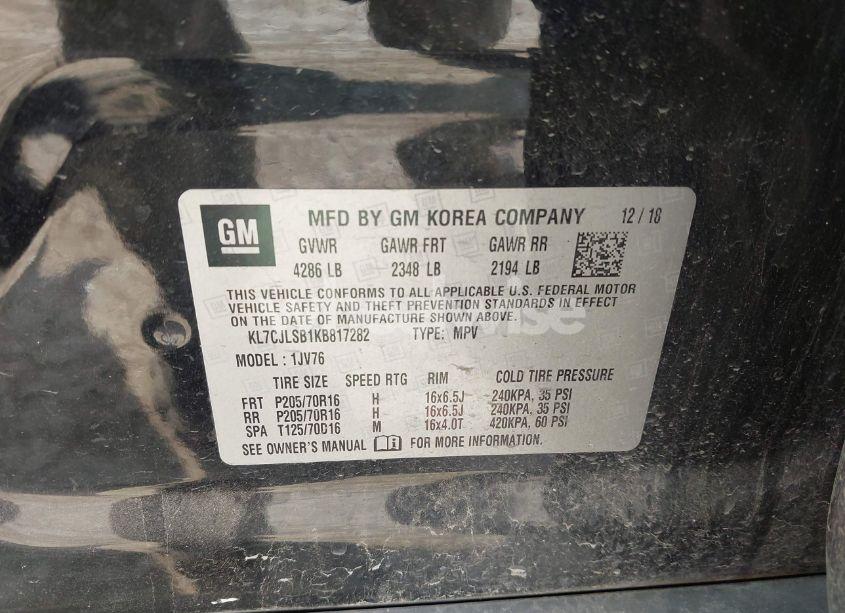 GM MFD BY GM KOREA COMPANY 12/18
GVWR GAWR FRT GAWR RR
4286 LB 2348 LB 2194 LB
THIS VEHICLE CONFORMS TO ALL APPLICABLE U.S. FEDERAL MOTOR
VEHICLE SAFETY AND THEFT PREVENTION STANDARDS IN EFFECT
ON THE DATE OF MANUFACTURE SHOWN ABOVE.
KL7CJLSB1KB817282 TYPE: MPV
MODEL: 1JV76
TIRE SIZE SPEED RTG RIM COLD TIRE PRESSURE
FRT P205/70R16 H 16x6.5J 240KPA, 35 PSI
RR P205/70R16 H 16x6.5J 240KPA, 35 PSI
SPA T125/70D16 M 16x4.0T 420KPA, 60 PSI
SEE OWNER'S MANUAL FOR MORE INFORMATION.